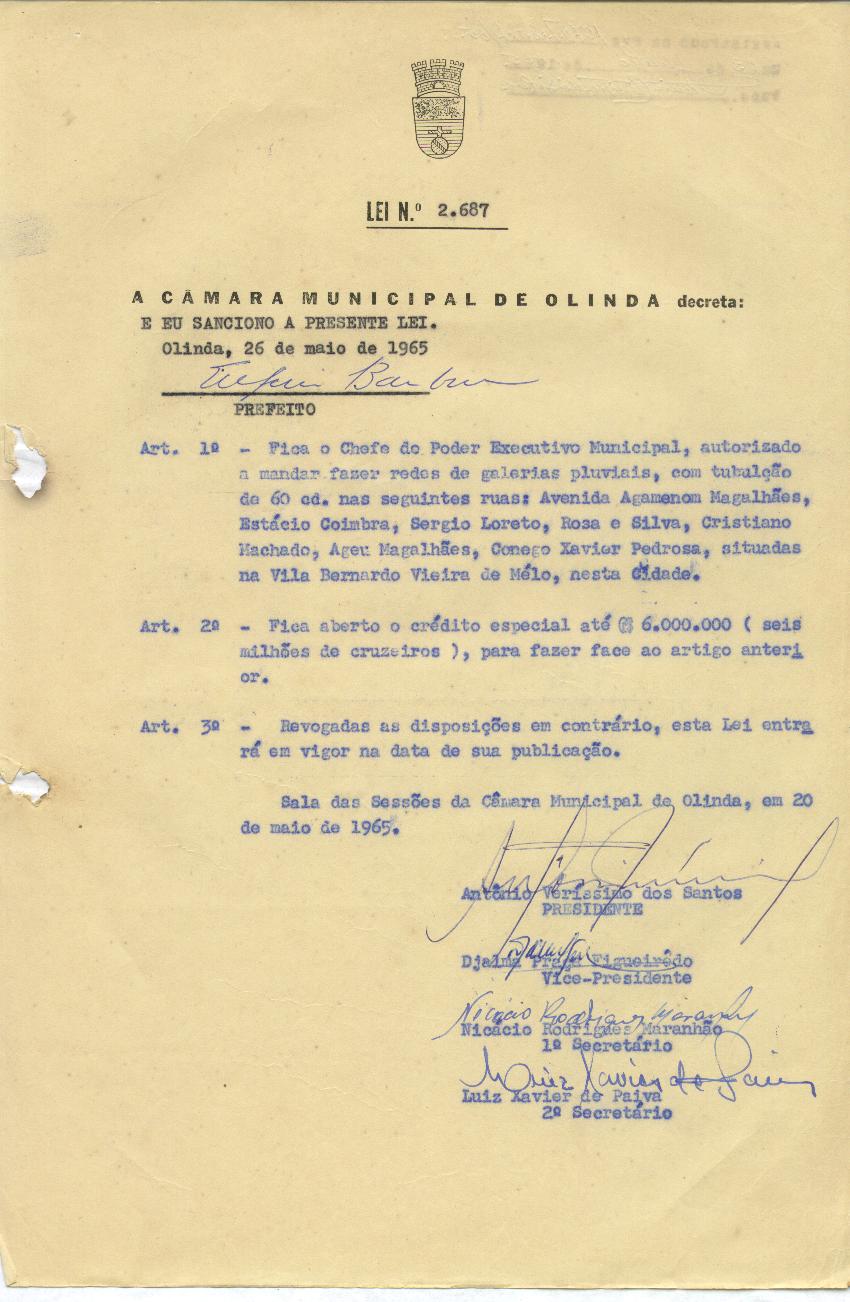 LEI N.º 2.687
A CÂMARA MUNICIPAL DE OLINDA decreta:
E EU SANCIONO A PRESENTE LEI.
Olinda, 26 de maio de 1965
PREFEITO
Art. 1º - Fica o Chefe do Poder Executivo Municipal, autorizado
a mandar fazer redes de galerias pluviais, com tubulção
de 60 cd. nas seguintes ruas: Avenida Agamenom Magalhães,
Estácio Coimbra, Sergio Loreto, Rosa e Silva, Cristiano
Machado, Ageu Magalhães, Conego Xavier Pedrosa, situadas
na Vila Bernardo Vieira de Mélo, nesta Cidade.
Art. 2º - Fica aberto o crédito especial até 6.000.000 ( seis
milhões de cruzeiros ), para fazer face ao artigo anteri
or.
Art. 3º - Revogadas as disposições em contrário, esta Lei entra
rá em vigor na data de sua publicação.
Sala das Sessões da Câmara Municipal de Olinda, em 20
de maio de 1965.
Antônio Veríssimo dos Santos
PRESIDENTE
Djalma Praça Figueirêdo
Vice-Presidente
Nicácio Rodrigues Maranhão
Nicácio Rodrigues Maranhão
1º Secretário
Luiz Xavier de Paiva
Luiz Xavier de Paiva
2º Secretário